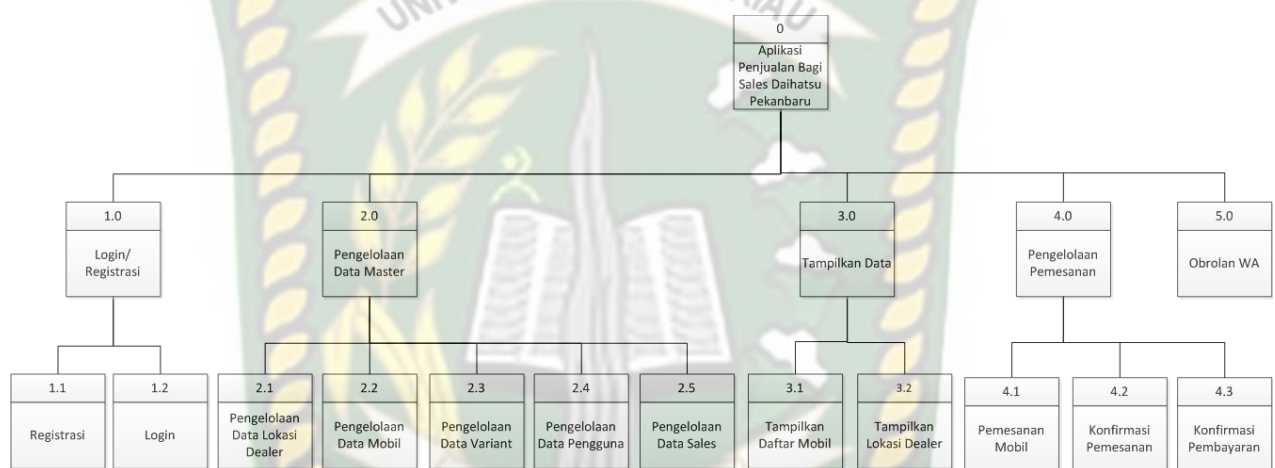 UNIV
RIAU
0
Aplikasi
Penjualan Bagi
Sales Daihatsu
Pekanbaru
1.0
Login/
Registrasi
2.0
Pengelolaan
Data Master
3.0
Tampilkan Data
4.0
Pengelolaan
Pemesanan
5.0
Obrolan WA
1.1
Registrasi
1.2
Login
2.1
Pengelolaan
Data Lokasi
Dealer
2.2
Pengelolaan
Data Mobil
2.3
Pengelolaan
Data Variant
2.4
Pengelolaan
Data Pengguna
2.5
Pengelolaan
Data Sales
3.1
Tampilkan
Daftar Mobil
3.2
Tampilkan
Lokasi Dealer
4.1
Pemesanan
Mobil
4.2
Konfirmasi
Pemesanan
4.3
Konfirmasi
Pembayaran